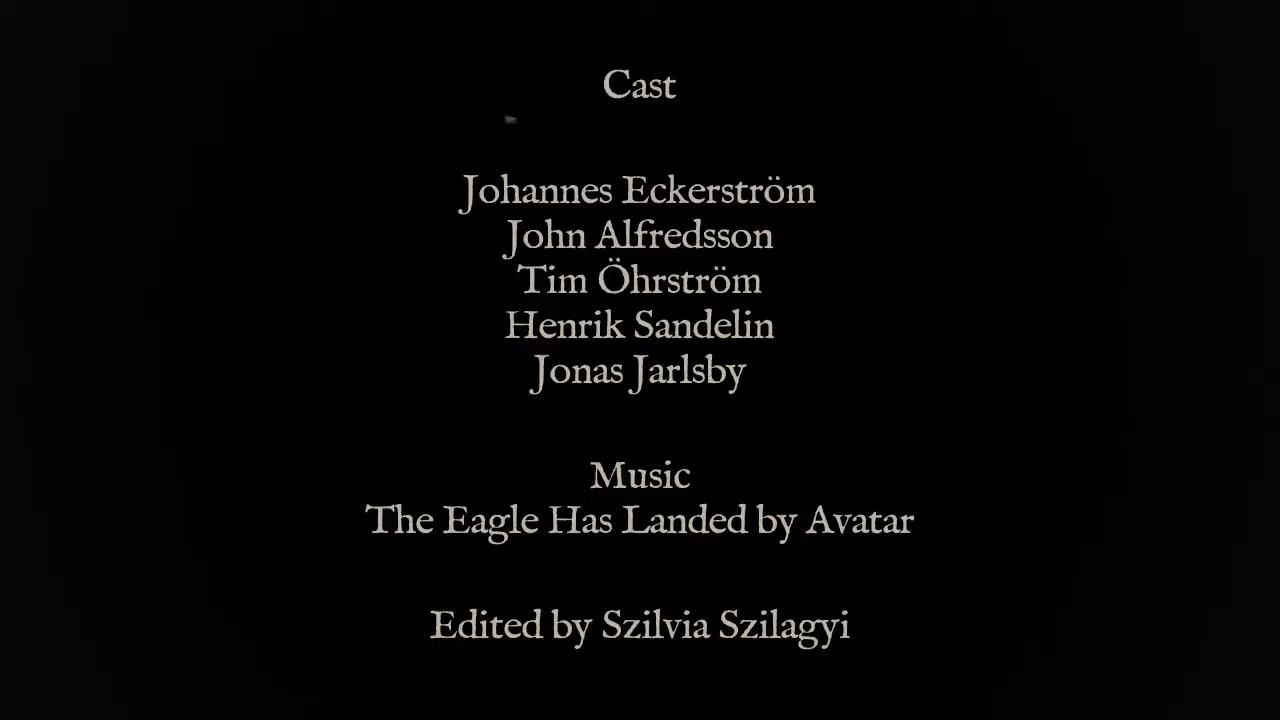 Cast
Johannes Eckerström
John Alfredsson
Tim Öhrström
Henrik Sandelin
Jonas Jarlsby
Music
The Eagle Has Landed by Avatar
Edited by Szilvia Szilagyi